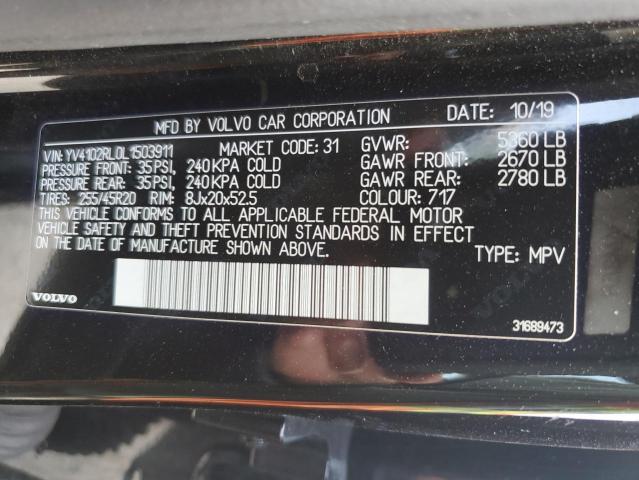 MFD BY VOLVO CAR CORPORATION DATE: 10/19
VIN: YV4102RL0L1503911 MARKET CODE: 31 GVWR: 5360 LB
PRESSURE FRONT: 35PSI, 240KPA COLD GAWR FRONT: 2670 LB
PRESSURE REAR: 35PSI, 240KPA COLD GAWR REAR: 2780 LB
TIRES: 255/45R20 RIM: 8Jx20x52.5 COLOUR: 717
THIS VEHICLE CONFORMS TO ALL APPLICABLE FEDERAL MOTOR
VEHICLE SAFETY AND THEFT PREVENTION STANDARDS IN EFFECT
ON THE DATE OF MANUFACTURE SHOWN ABOVE.
TYPE: MPV
VOLVO
31689473